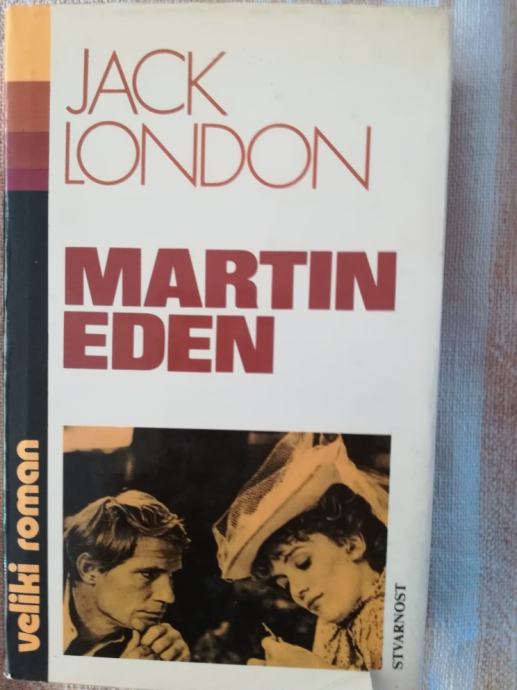 JACK
LONDON
MARTIN
EDEN
veliki roman
STVARNOST